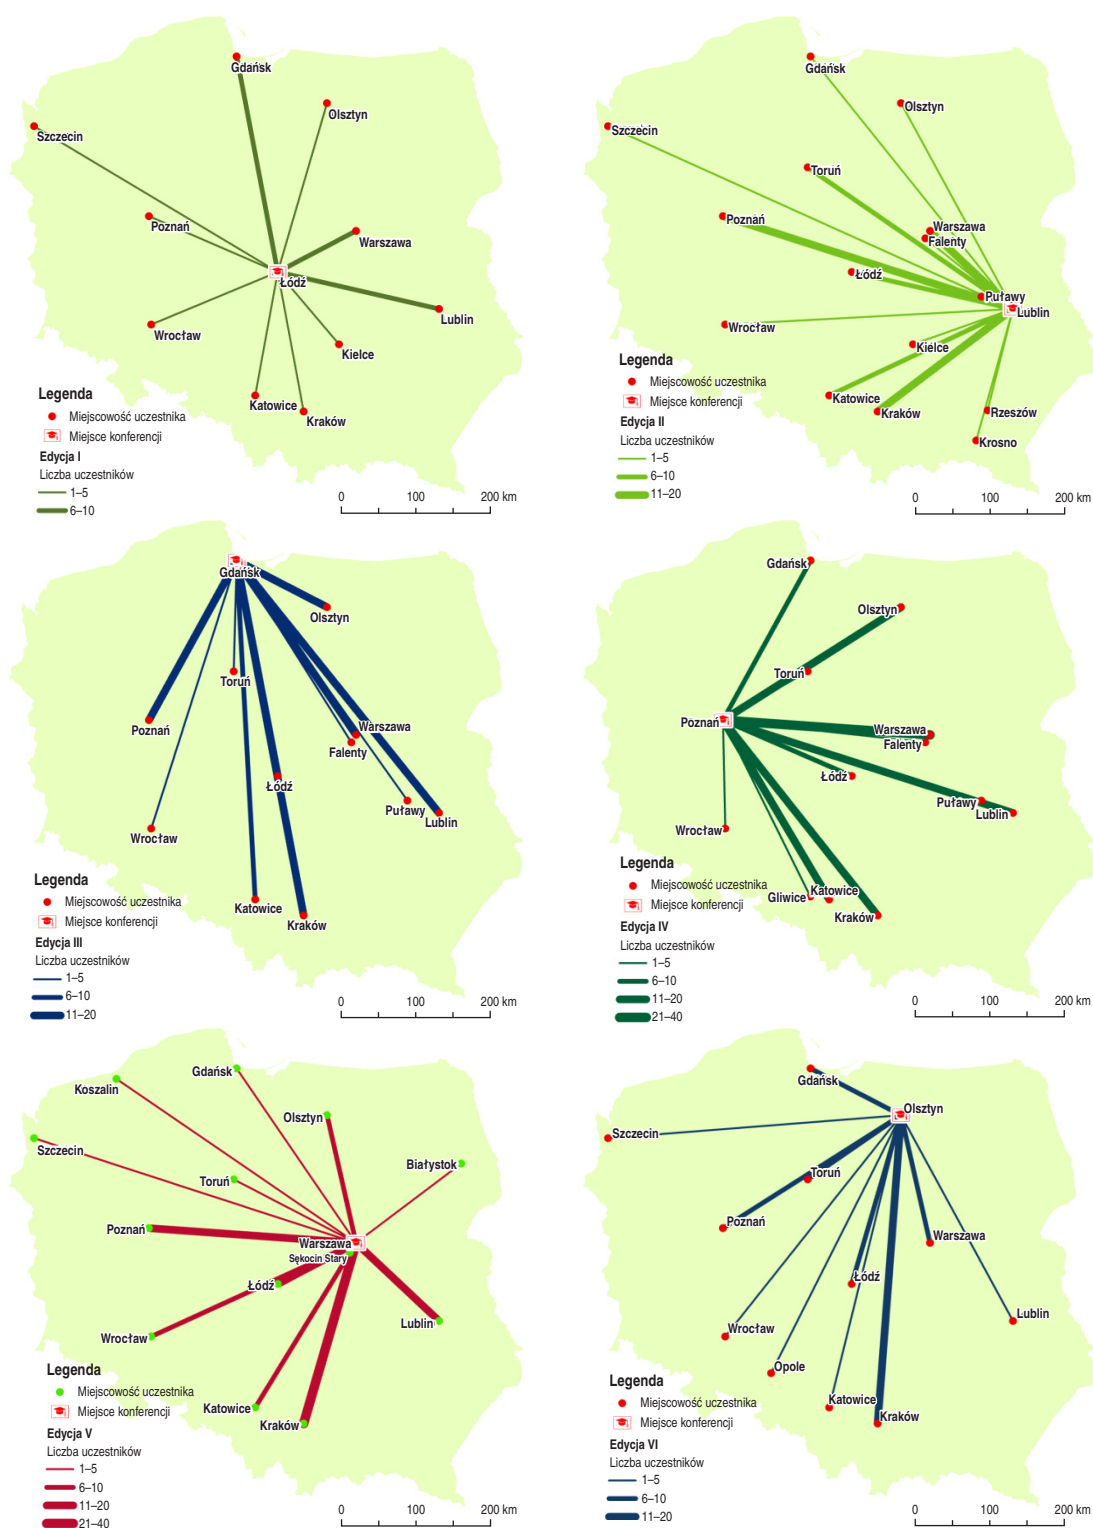 Gdańsk
Olsztyn
Szczecin
Poznań
Warszawa
Łódź
Lublin
Wrocław
Kielce
Katowice
Kraków
Legenda
Miejscowość uczestnika
Miejsce konferencji
Edycja I
Liczba uczestników
1–5
6–10
0 100 200 km
Gdańsk
Olsztyn
Szczecin
Toruń
Poznań
Warszawa
Falenty
Łódź
Puławy
Lublin
Wrocław
Kielce
Katowice
Kraków
Rzeszów
Krosno
Legenda
Miejscowość uczestnika
Miejsce konferencji
Edycja II
Liczba uczestników
1–5
6–10
11–20
0 100 200 km
Gdańsk
Olsztyn
Toruń
Poznań
Warszawa
Falenty
Łódź
Puławy
Lublin
Wrocław
Katowice
Kraków
Legenda
Miejscowość uczestnika
Miejsce konferencji
Edycja III
Liczba uczestników
1–5
6–10
11–20
0 100 200 km
Gdańsk
Olsztyn
Toruń
Poznań
Warszawa
Falenty
Łódź
Puławy
Lublin
Wrocław
Gliwice
Katowice
Kraków
Legenda
Miejscowość uczestnika
Miejsce konferencji
Edycja IV
Liczba uczestników
1–5
6–10
11–20
21–40
0 100 200 km
Gdańsk
Koszalin
Olsztyn
Szczecin
Białystok
Toruń
Poznań
Warszawa
Sękocin Stary
Łódź
Lublin
Wrocław
Katowice
Kraków
Legenda
Miejscowość uczestnika
Miejsce konferencji
Edycja V
Liczba uczestników
1–5
6–10
11–20
21–40
0 100 200 km
Gdańsk
Olsztyn
Szczecin
Toruń
Poznań
Warszawa
Łódź
Lublin
Wrocław
Opole
Katowice
Kraków
Legenda
Miejscowość uczestnika
Miejsce konferencji
Edycja VI
Liczba uczestników
1–5
6–10
11–20
0 100 200 km